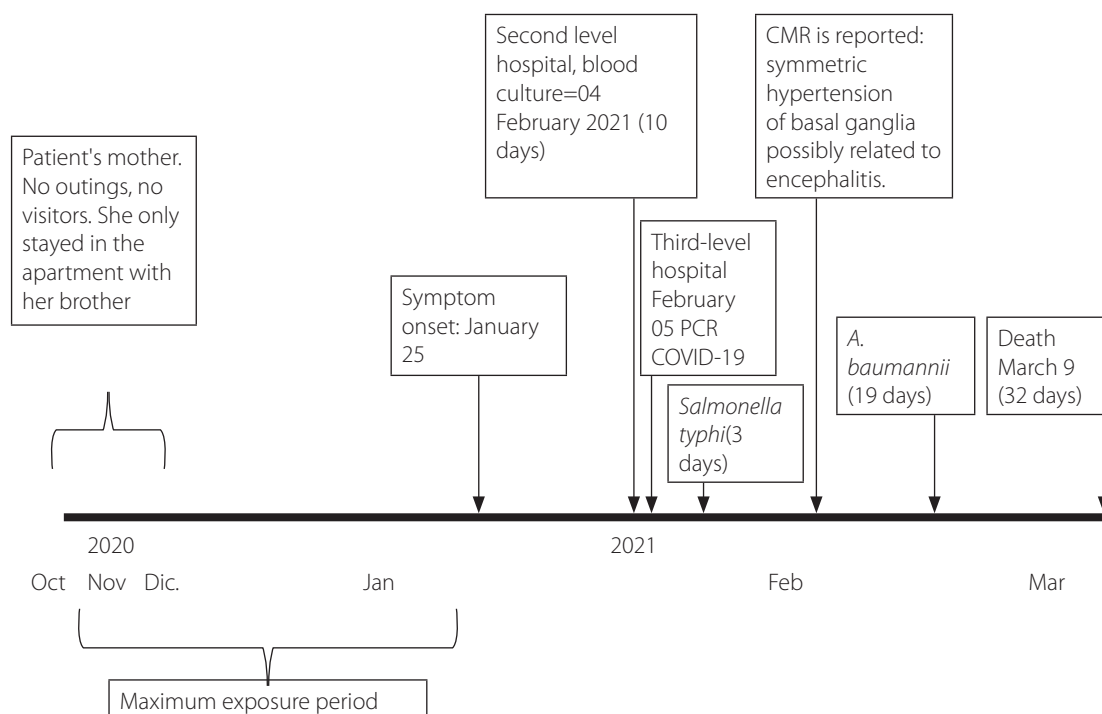 Patient's mother.
No outings, no
visitors. She only
stayed in the
apartment with
her brother
Symptom
onset: January
25
Second level
hospital, blood
culture=04
February 2021 (10
days)
Third-level
hospital
February
05 PCR
COVID-19
Salmonella
typhi(3
days)
CMR is reported:
symmetric
hypertension
of basal ganglia
possibly related to
encephalitis.
A.
baumannii
(19 days)
Death
March 9
(32 days)
2020
2021
Oct Nov Dic. Jan Feb Mar
Maximum exposure period